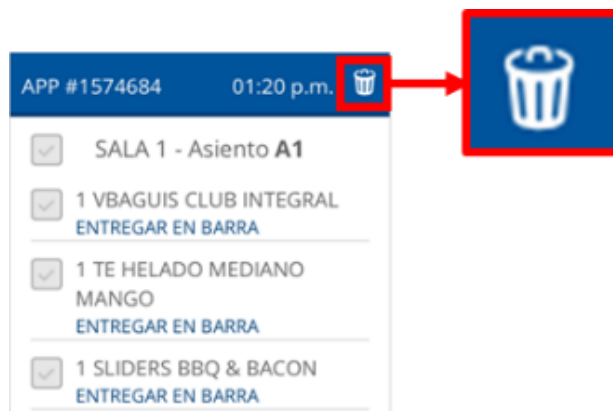 APP #1574684 01:20 p.m.
SALA 1 - Asiento A1
1 VBAGUIS CLUB INTEGRAL
ENTREGAR EN BARRA
1 TE HELADO MEDIANO
MANGO
ENTREGAR EN BARRA
1 SLIDERS BBQ & BACON
ENTREGAR EN BARRA